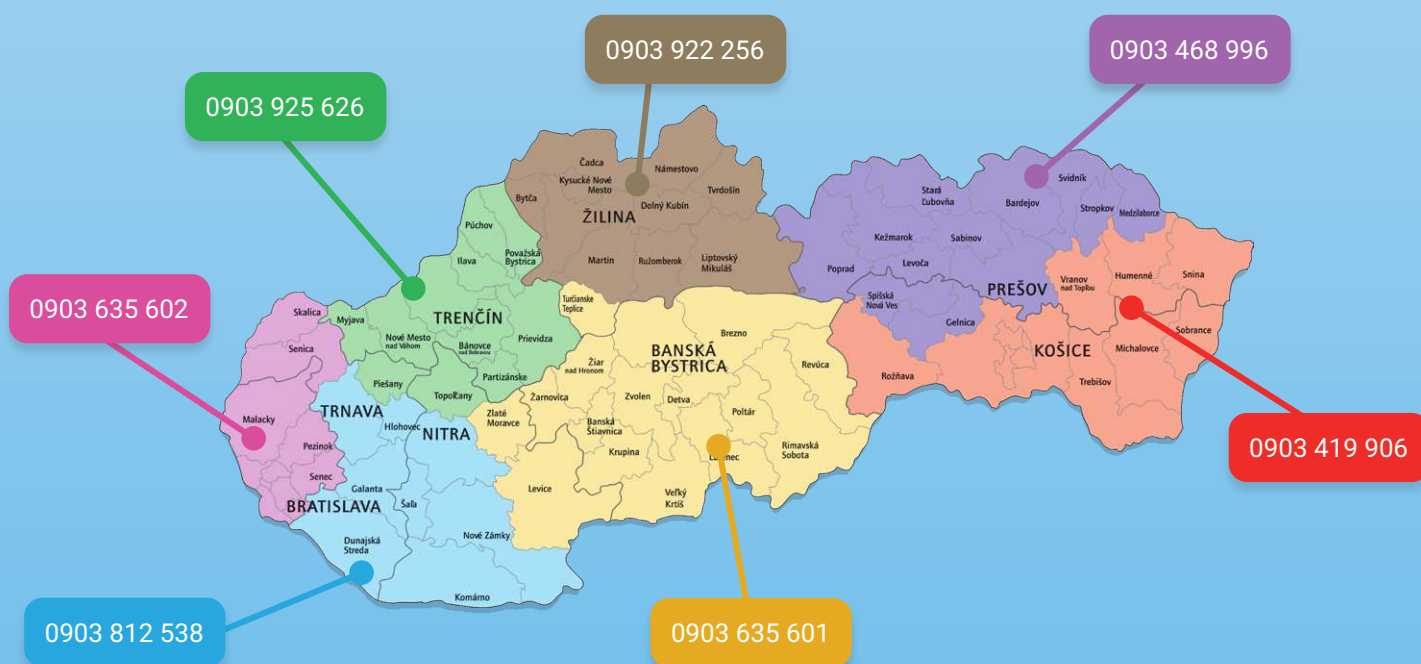 0903 922 256
0903 468 996
0903 925 626
Čadca
Námestovo
Kysucké Nové
Mesto
Tvrdošín
Bytča
Dolný Kubín
ŽILINA
Martin
Ružomberok
Liptovský
Mikuláš
Svidník
Stará
Ľubovňa
Bardejov
Stropkov
Medzilaborce
Kežmarok
Sabinov
Levoča
Poprad
PREŠOV
Spišská
Nová Ves
Gelnica
Vranov
nad Topľou
Humenné
Snina
Sobrance
KOŠICE
Michalovce
Rožňava
Trebišov
Púchov
Ilava
Považská
Bystrica
TRENČÍN
Myjava
Nové Mesto
nad Váhom
Bánovce
nad Bebravou
Prievidza
Piešany
Topoľčany
Partizánske
0903 635 602
Skalica
Senica
Malacky
Pezinok
Senec
BRATISLAVA
TRNAVA
Hlohovec
NITRA
Galanta
Šaľa
Dunajská
Streda
Nové Zámky
Komárno
Turčianske
Teplice
Brezno
BANSKÁ
BYSTRICA
Žiar
nad Hronom
Revúca
Žarnovica
Zvolen
Detva
Zlaté
Moravce
Banská
Štiavnica
Poltár
Krupina
Rimavská
Sobota
Levice
Veľký
Krtíš
0903 419 906
0903 812 538
0903 635 601